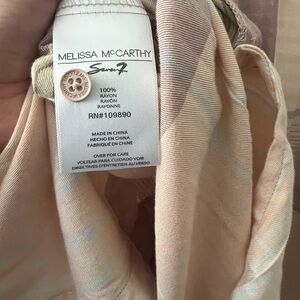 MELISSA McCARTHY
Seven7
100%
RAYON
RAYÓN
RAYONNE
RN#109890
MADE IN CHINA
HECHO EN CHINA
FABRIQUÉ EN CHINE
OVER FOR CARE
VOLTEAR PARA CUIDADO VOIR
DIRECTIVES D'ENTRETIEN AU VERSO